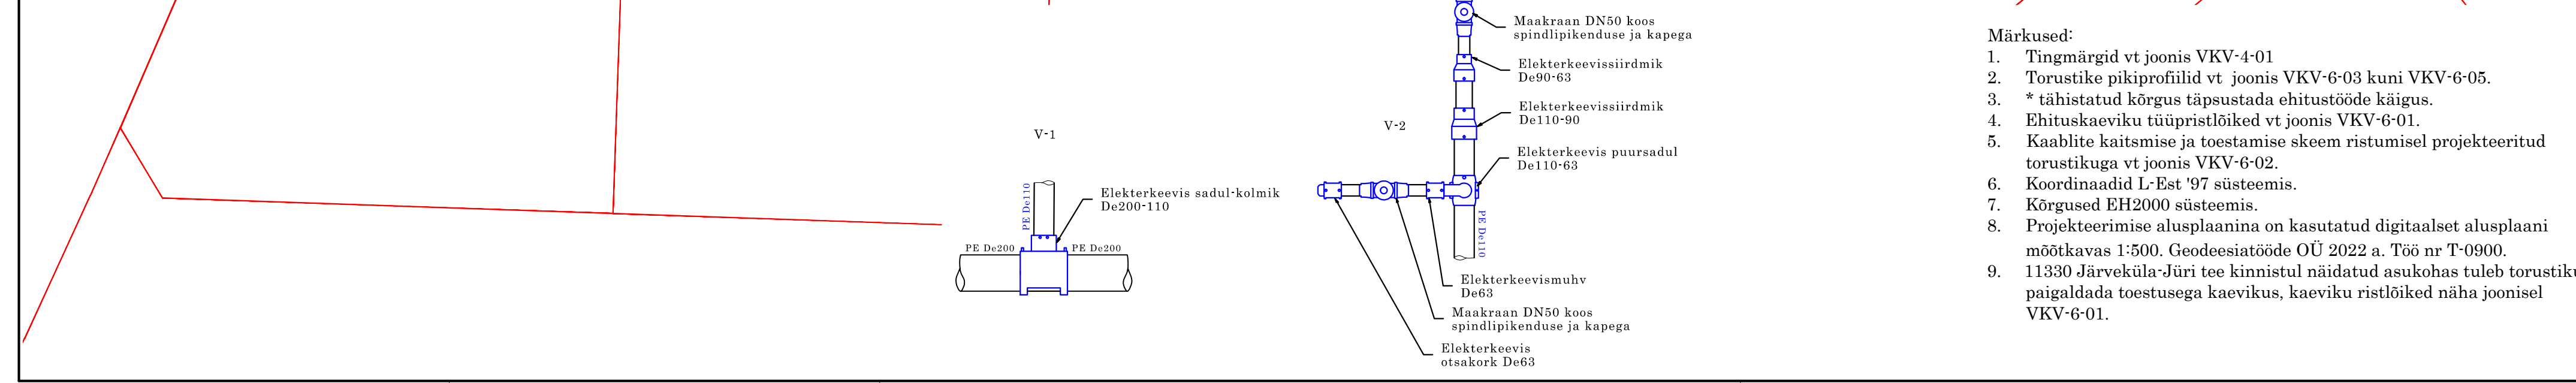 V-1
PE De110
Elekterkeevis sadul-kolmik
De200-110
PE De200
PE De200
V-2
Maakraan DN50 koos
spindlipikenduse ja kapega
Elekterkeevissiirdmik
De90-63
Elekterkeevissiirdmik
De110-90
Elekterkeevis puursadul
De110-63
PE De110
Elekterkeevismuhv
De63
Maakraan DN50 koos
spindlipikenduse ja kapega
Elekterkeevis
otsakork De63
Märkused:
1. Tingmärgid vt joonis VKV-4-01
2. Torustike pikiprofiilid vt joonis VKV-6-03 kuni VKV-6-05.
3. * tähistatud kõrgus täpsustada ehitustööde käigus.
4. Ehituskaeviku tüüpristlõiked vt joonis VKV-6-01.
5. Kaablite kaitsmise ja toestamise skeem ristumisel projekteeritud
torustikuga vt joonis VKV-6-02.
6. Koordinaadid L-Est '97 süsteemis.
7. Kõrgused EH2000 süsteemis.
8. Projekteerimise alusplaanina on kasutatud digitaalset alusplaani
mõõtkavas 1:500. Geodeesiatööde OÜ 2022 a. Töö nr T-0900.
9. 11330 Järveküla-Jüri tee kinnistul näidatud asukohas tuleb
paigaldada toestusega kaevikus, kaeviku ristlõiked näha joonisel
VKV-6-01.